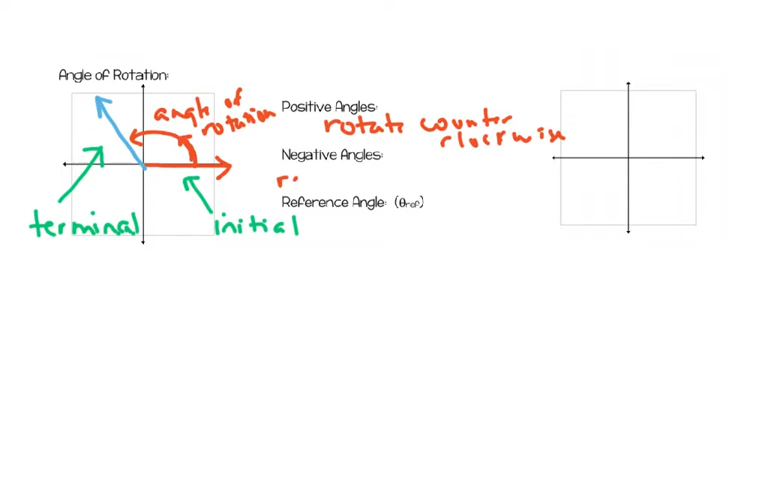 Angle of Rotation:
angle of
rotation
terminal
initial
Positive Angles:
rotate counter
clockwise
Negative Angles:
r
Reference Angle: (θref)